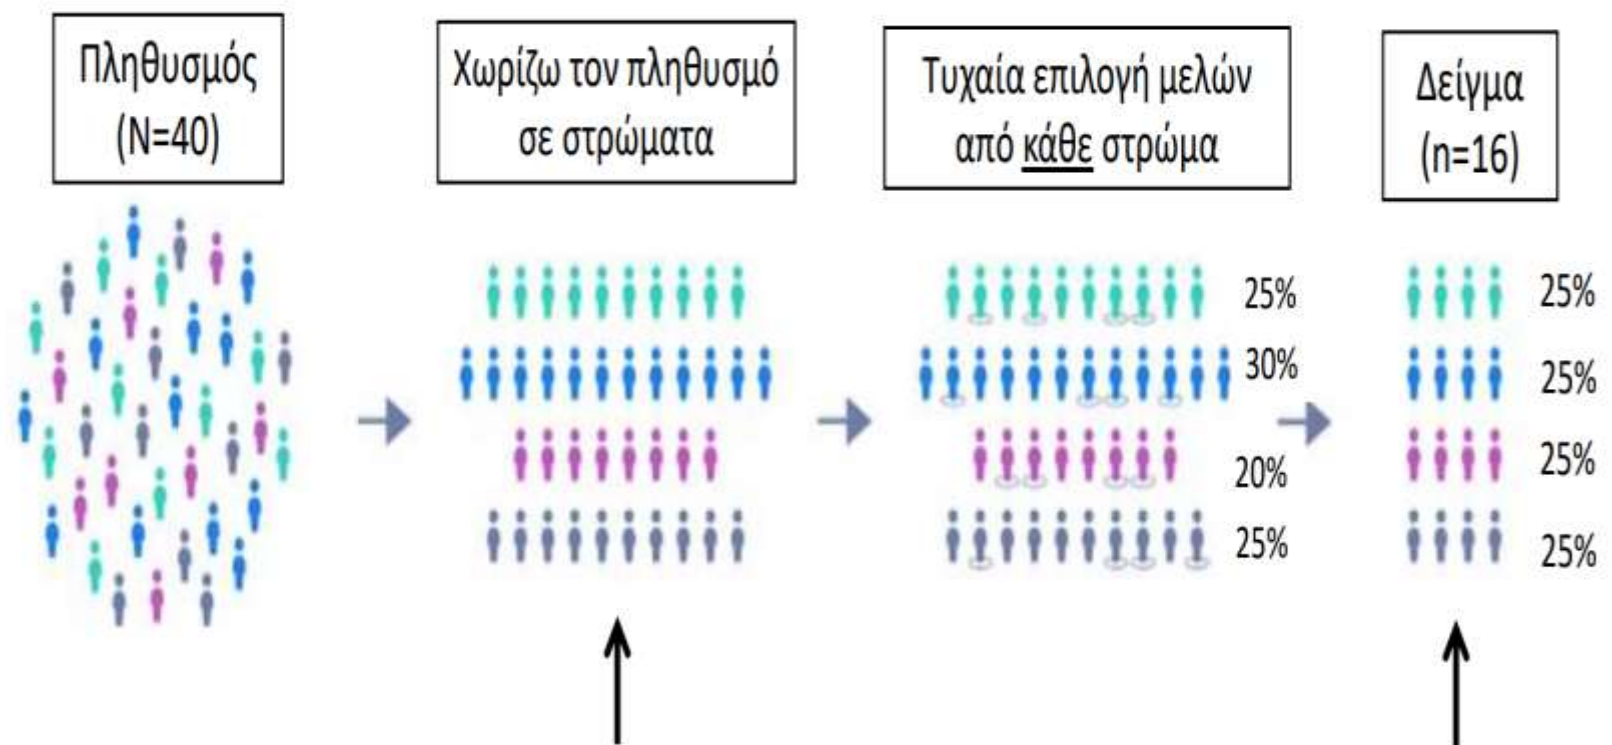 Πληθυσμός
(N=40)
Χωρίζω τον πληθυσμό
σε στρώματα
Τυχαία επιλογή μελών
από κάθε στρώμα
Δείγμα
(n=16)
25%
30%
20%
25%
25%
25%
25%
25%